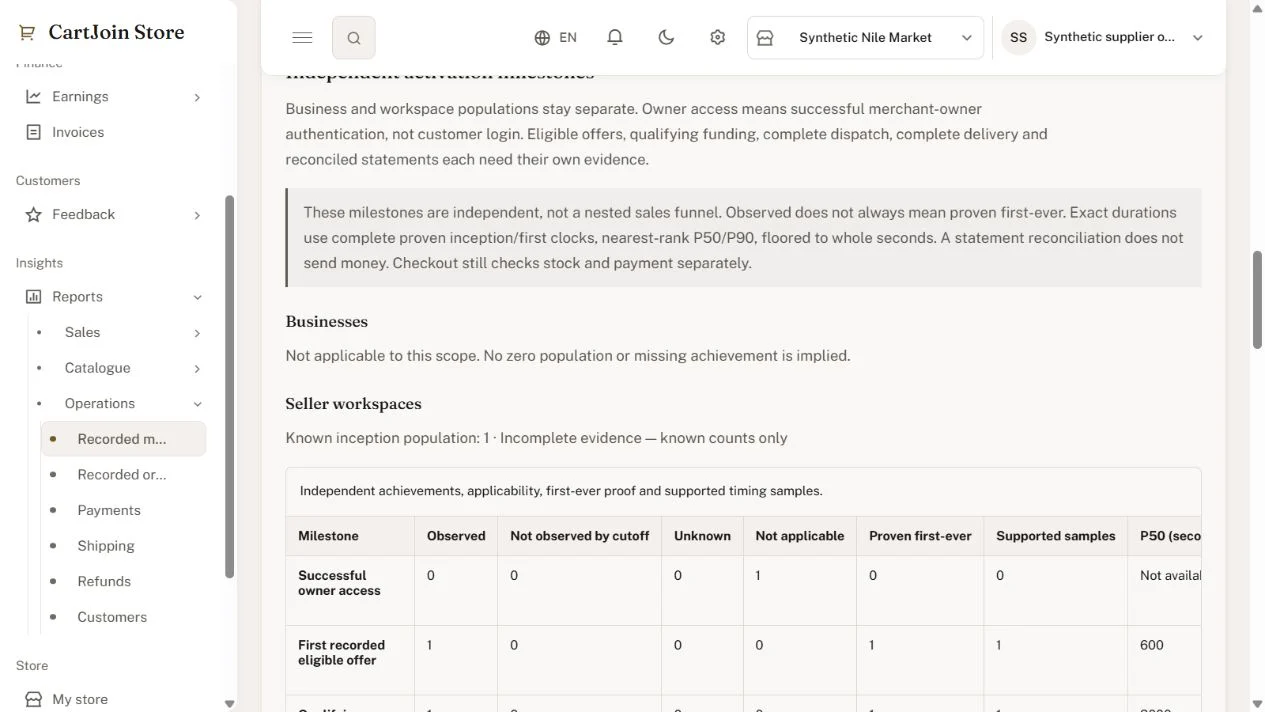 CartJoin Store
Finance
Earnings
Invoices
Customers
Feedback
Insights
Reports
Sales
Catalogue
Operations
Recorded m...
Recorded or...
Payments
Shipping
Refunds
Customers
Store
My store
EN
Synthetic Nile Market
SS
Synthetic supplier o...
Independent activation milestones
Business and workspace populations stay separate. Owner access means successful merchant-owner
authentication, not customer login. Eligible offers, qualifying funding, complete dispatch, complete delivery and
reconciled statements each need their own evidence.
These milestones are independent, not a nested sales funnel. Observed does not always mean proven first-ever. Exact durations
use complete proven inception/first clocks, nearest-rank P50/P90, floored to whole seconds. A statement reconciliation does not
send money. Checkout still checks stock and payment separately.
Businesses
Not applicable to this scope. No zero population or missing achievement is implied.
Seller workspaces
Known inception population: 1 · Incomplete evidence — known counts only
Independent achievements, applicability, first-ever proof and supported timing samples.
Milestone Observed Not observed by cutoff Unknown Not applicable Proven first-ever Supported samples P50 (seco
Successful owner access 0 0 0 1 0 0 Not availal
First recorded eligible offer 1 0 0 0 1 1 600